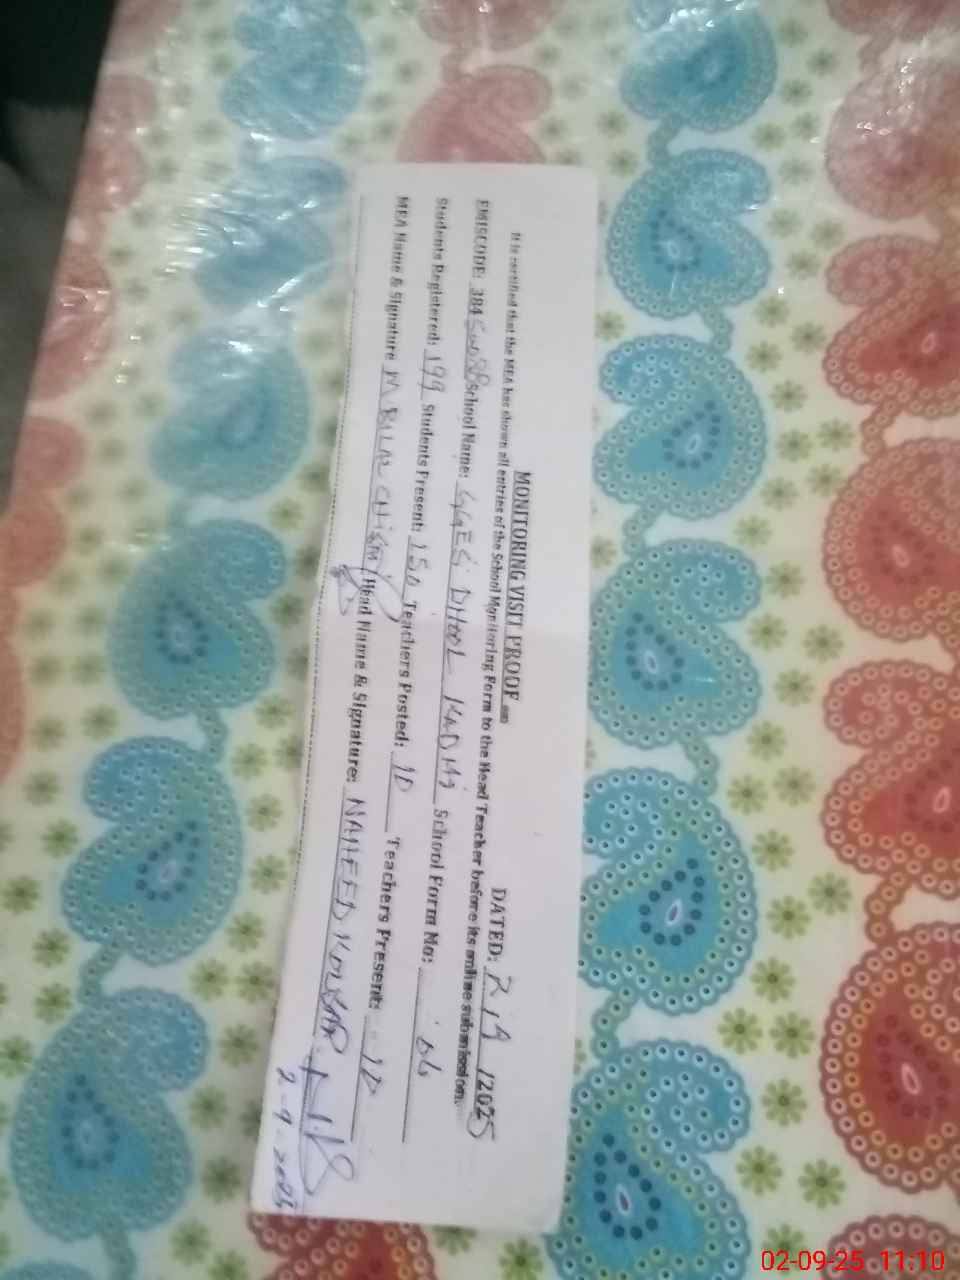 MONITORING VISIT PROOF DATED: 2/9/2025
It is certified that the MEA has shown all entries of the School Monitoring Form to the Head Teacher before its online submission.
EMISCODE: School Name: GGES DHOOL KADHI School Form No: 06
Students Registered: 199 Students Present: 150 Teachers Posted: 10 Teachers Present: 10
MEA Name & Signature M BILAL CHISHTY Head Name & Signature: NAHEED KOUSAR
2-9-2025
02-09-25 11:10